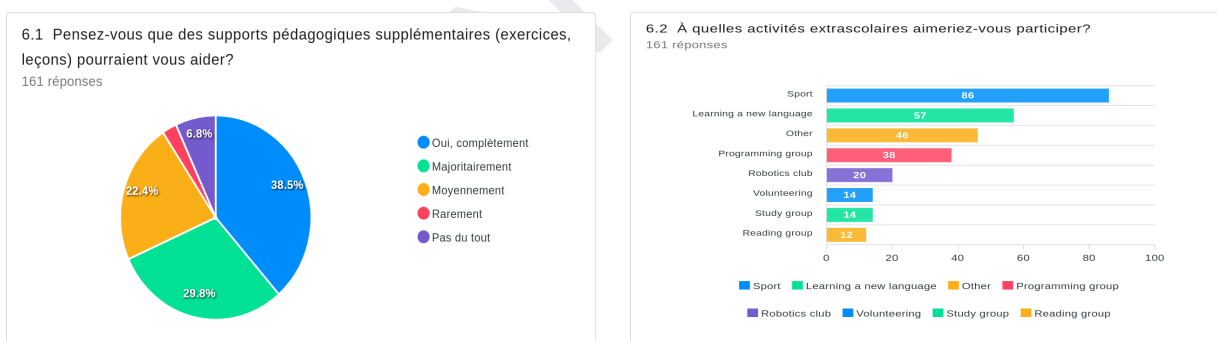 6.1 Pensez-vous que des supports pédagogiques supplémentaires (exercices,
leçons) pourraient vous aider?
161 réponses
6.8%
38.5%
22.4%
29.8%
Oui, complètement
Majoritairement
Moyennement
Rarement
Pas du tout
6.2 À quelles activités extrascolaires aimeriez-vous participer?
161 réponses
Sport 86
Learning a new language 57
Other 46
Programming group 38
Robotics club 20
Volunteering 14
Study group 14
Reading group 12
0 20 40 60 80 100
Sport Learning a new language Other Programming group
Robotics club Volunteering Study group Reading group